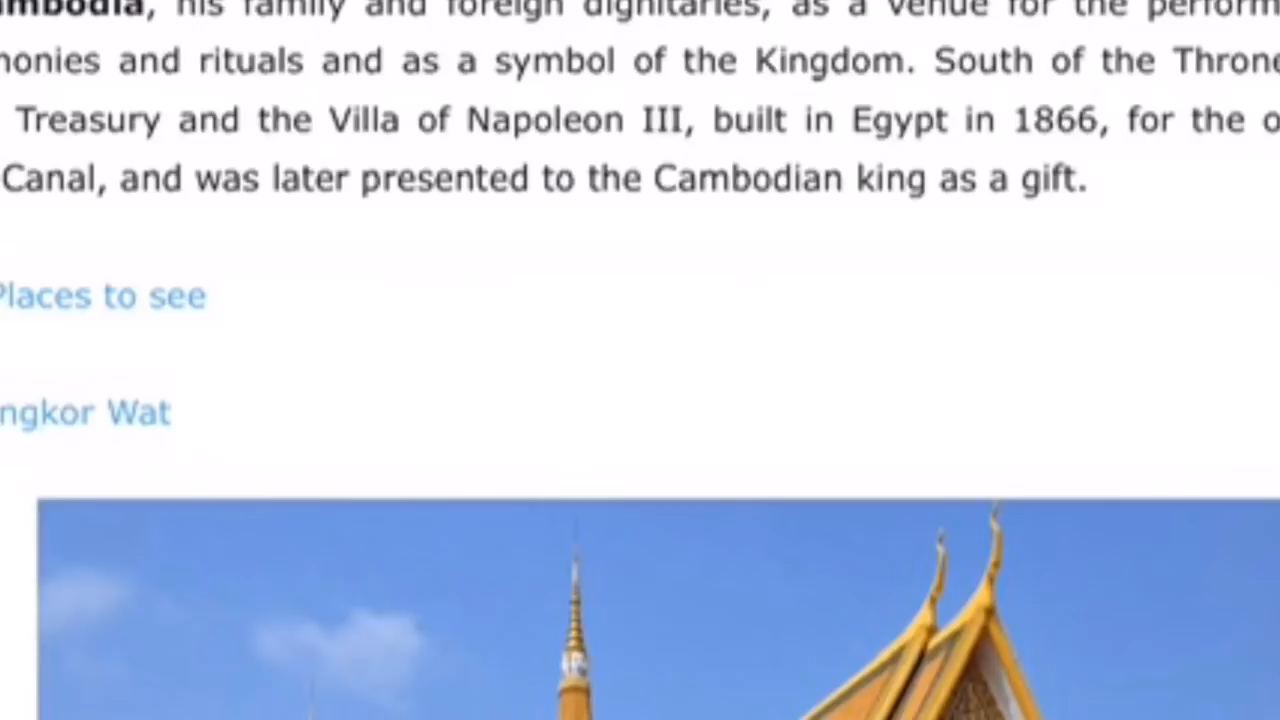 mbodia, his family and foreign dignitaries, as a venue for the perform
monies and rituals and as a symbol of the Kingdom. South of the Throne
Treasury and the Villa of Napoleon III, built in Egypt in 1866, for the o
Canal, and was later presented to the Cambodian king as a gift.
Places to see
ngkor Wat